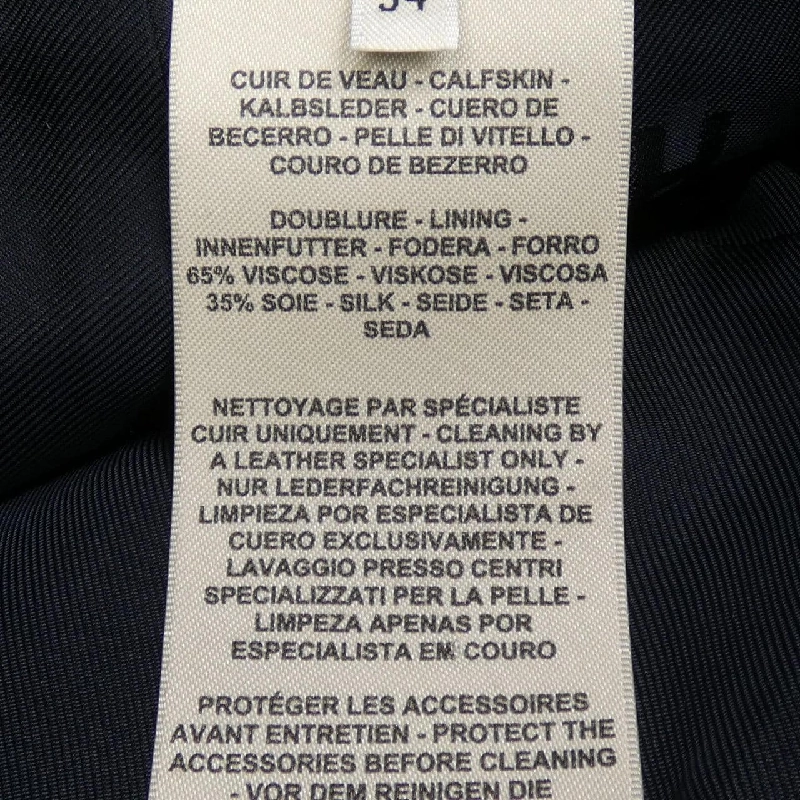 34
CUIR DE VEAU - CALFSKIN -
KALBSLEDER - CUERO DE
BECERRO - PELLE DI VITELLO -
COURO DE BEZERRO
DOUBLURE - LINING -
INNENFUTTER - FODERA - FORRO
65% VISCOSE - VISKOSE - VISCOSA
35% SOIE - SILK - SEIDE - SETA -
SEDA
NETTOYAGE PAR SPÉCIALISTE
CUIR UNIQUEMENT - CLEANING BY
A LEATHER SPECIALIST ONLY -
NUR LEDERFACHREINIGUNG -
LIMPIEZA POR ESPECIALISTA DE
CUERO EXCLUSIVAMENTE -
LAVAGGIO PRESSO CENTRI
SPECIALIZZATI PER LA PELLE -
LIMPEZA APENAS POR
ESPECIALISTA EM COURO
PROTÉGER LES ACCESSOIRES
AVANT ENTRETIEN - PROTECT THE
ACCESSORIES BEFORE CLEANING
- VOR DEM REINIGEN DIE